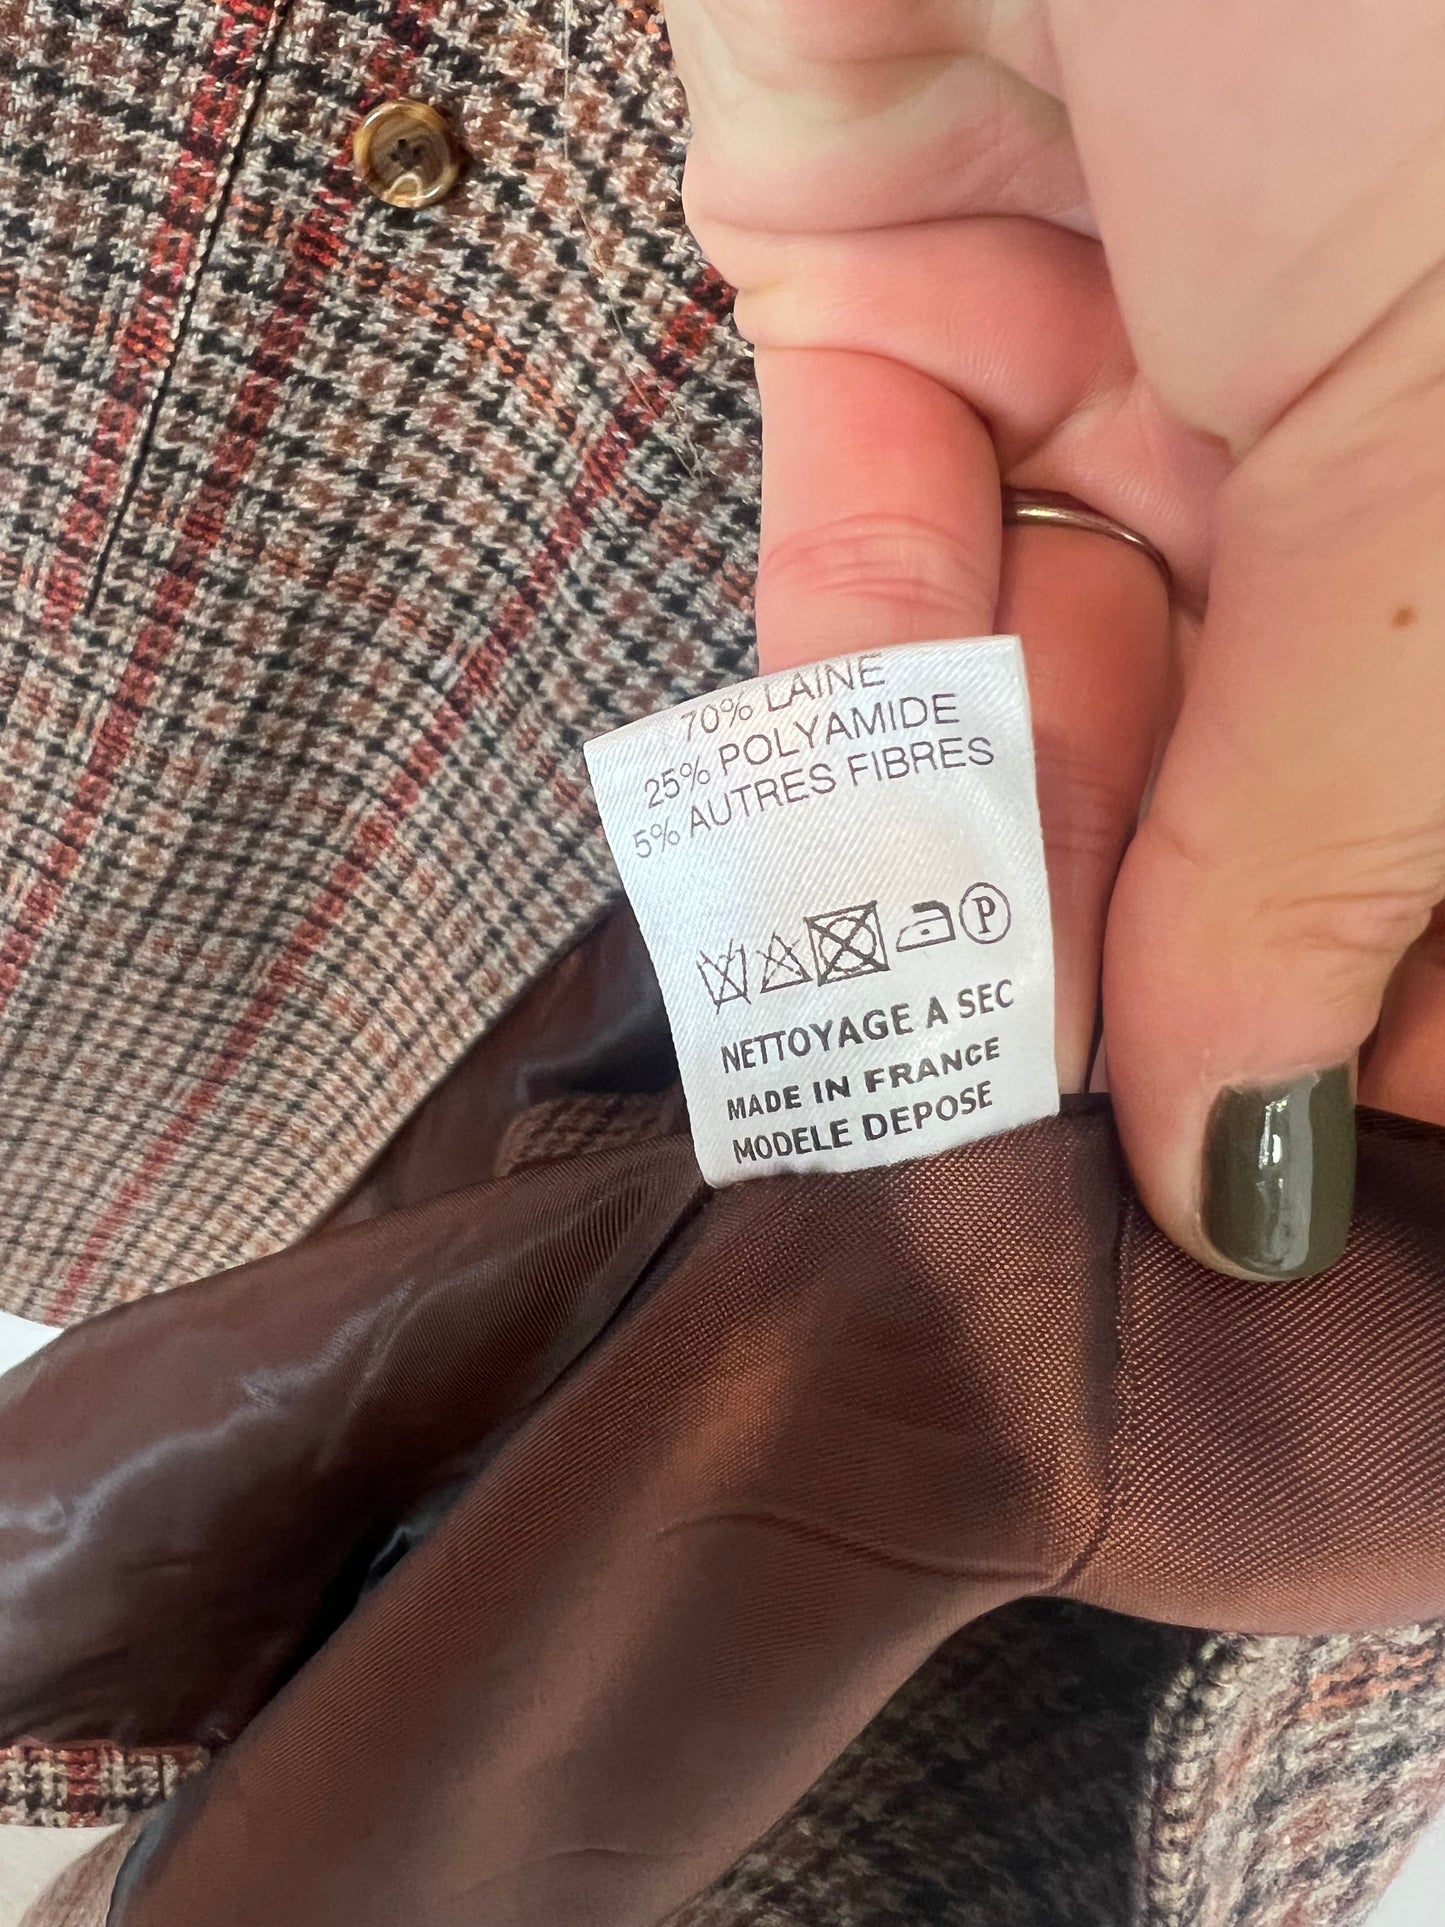 70% LAINE
25% POLYAMIDE
5% AUTRES FIBRES
P
NETTOYAGE A SEC
MADE IN FRANCE
MODELE DEPOSE